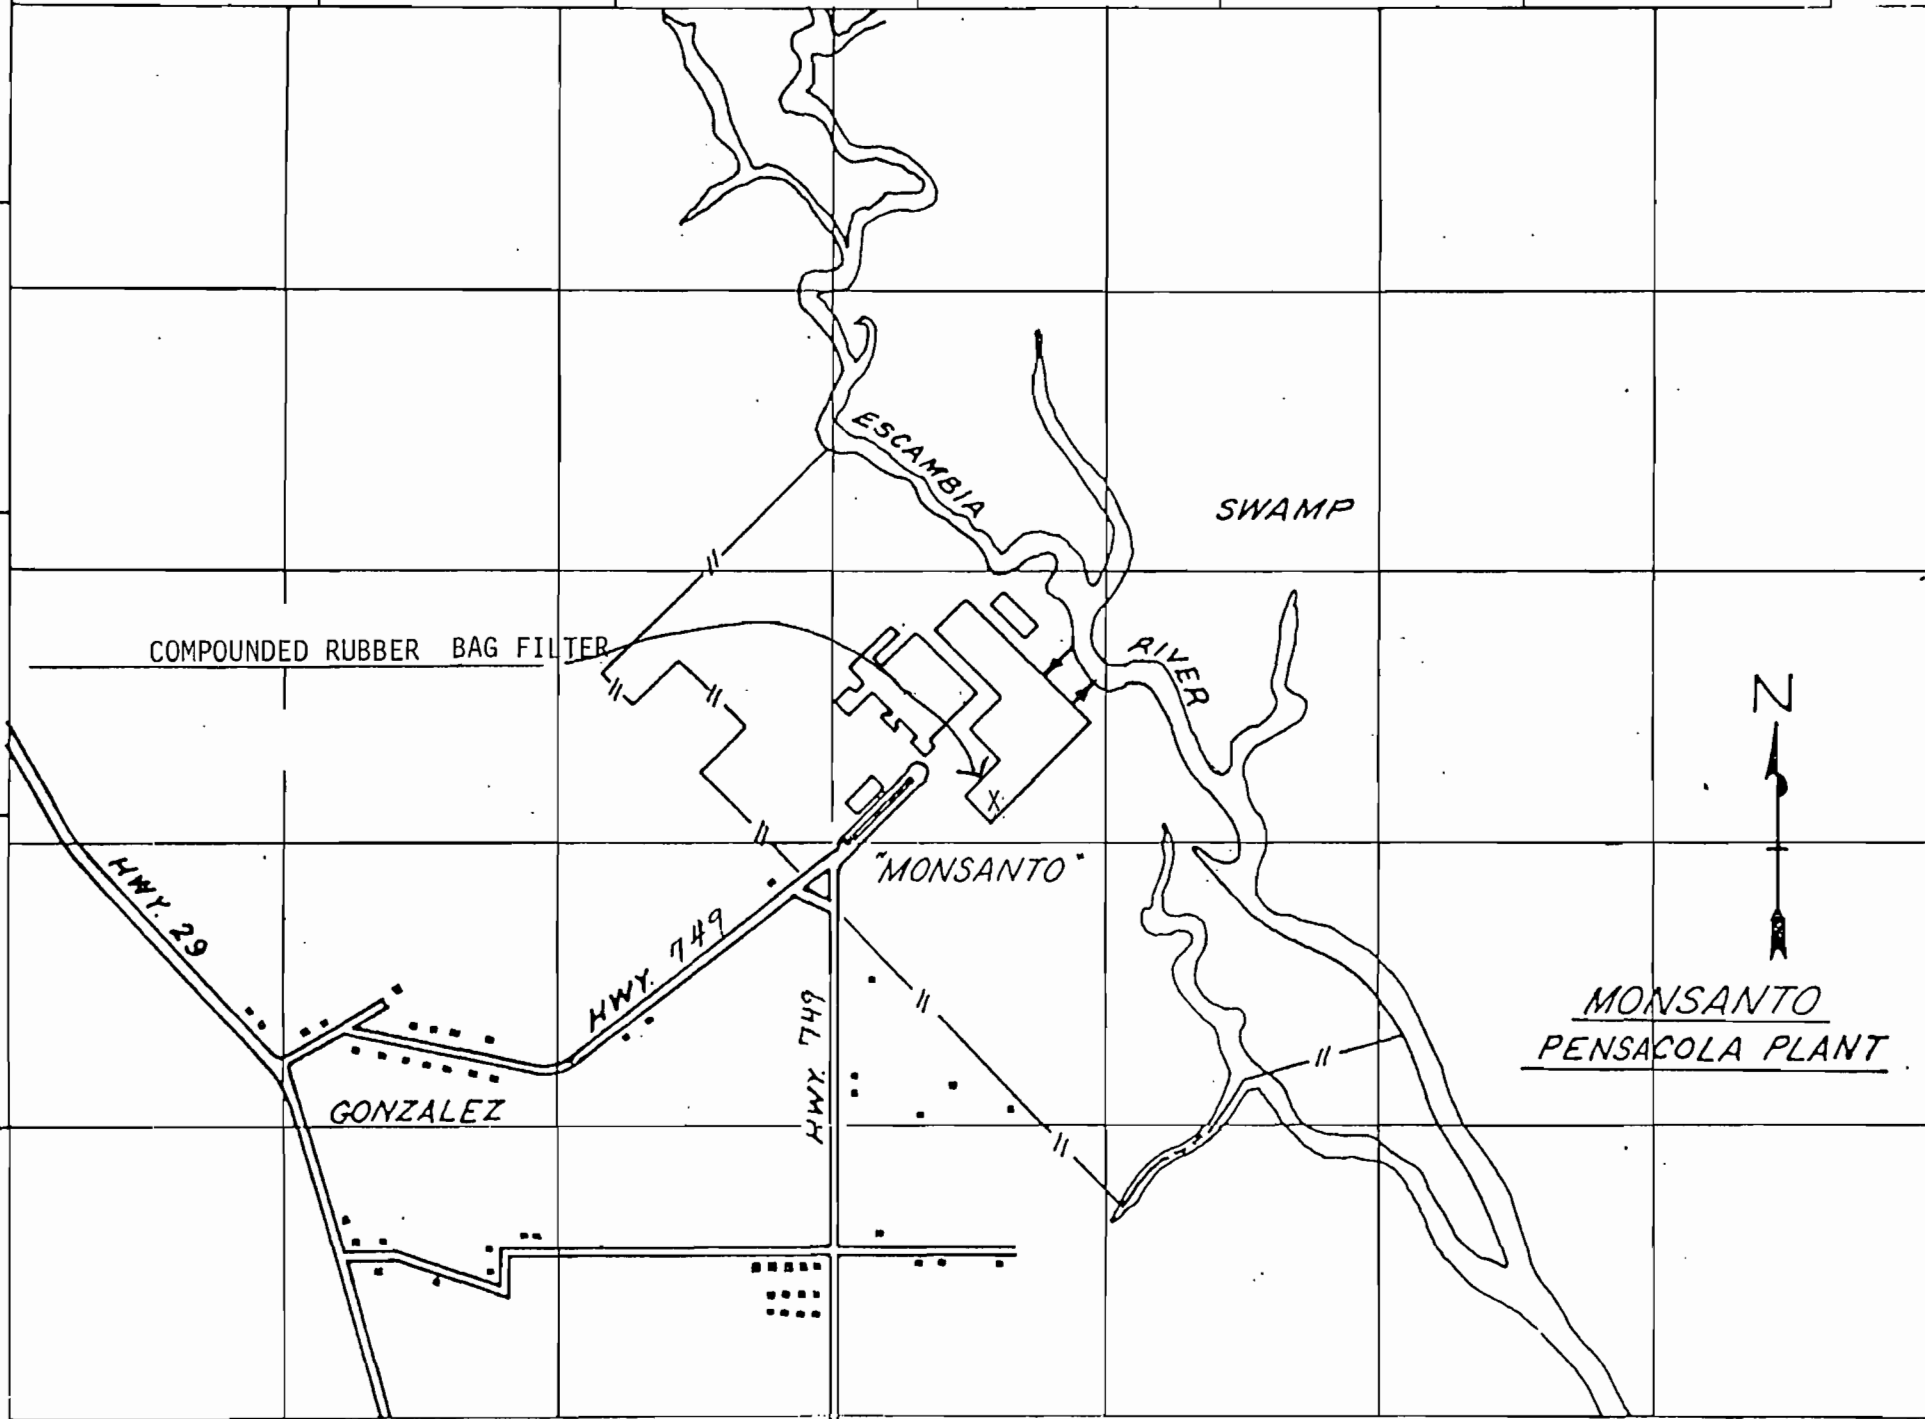 ESCAMBIA
SWAMP
COMPOUNDED RUBBER BAG FILTER
RIVER
N
X
HWY. 29
"MONSANTO"
HWY. 749
HWY. 749
MONSANTO
PENSACOLA PLANT
GONZALEZ